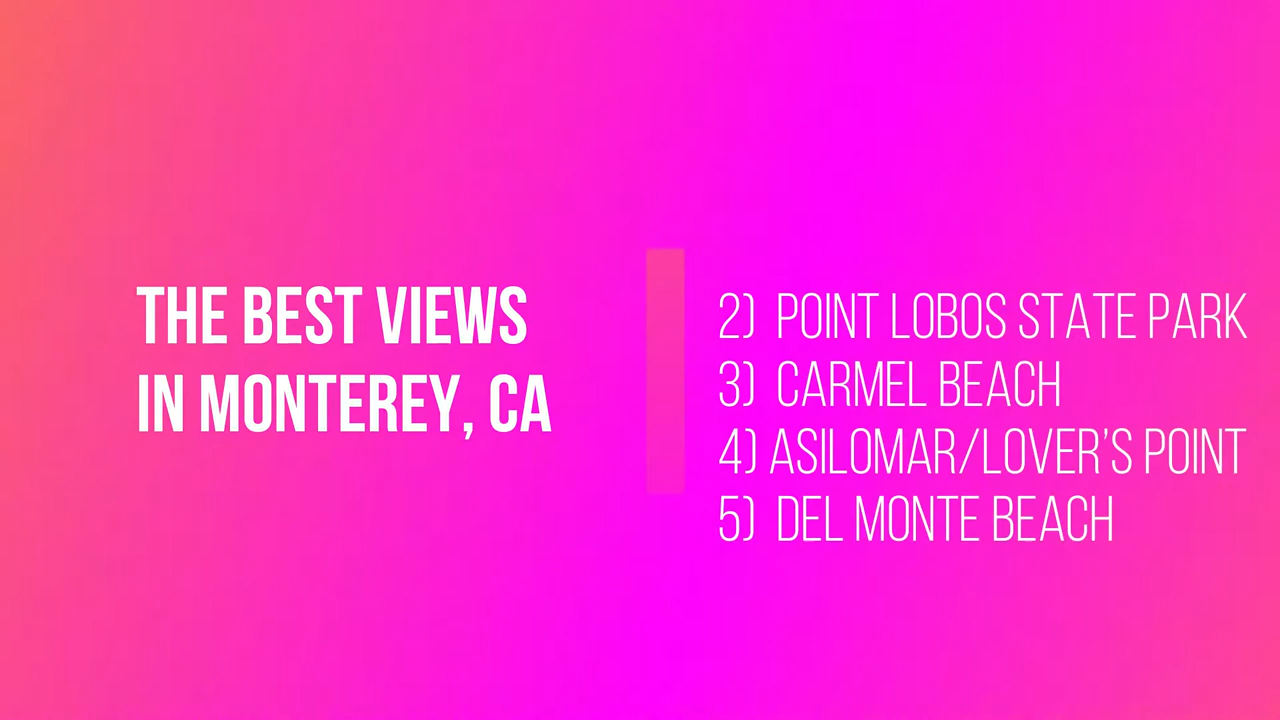 THE BEST VIEWS
IN MONTEREY, CA
2) POINT LOBOS STATE PARK
3) CARMEL BEACH
4) ASILOMAR/LOVER’S POINT
5) DEL MONTE BEACH